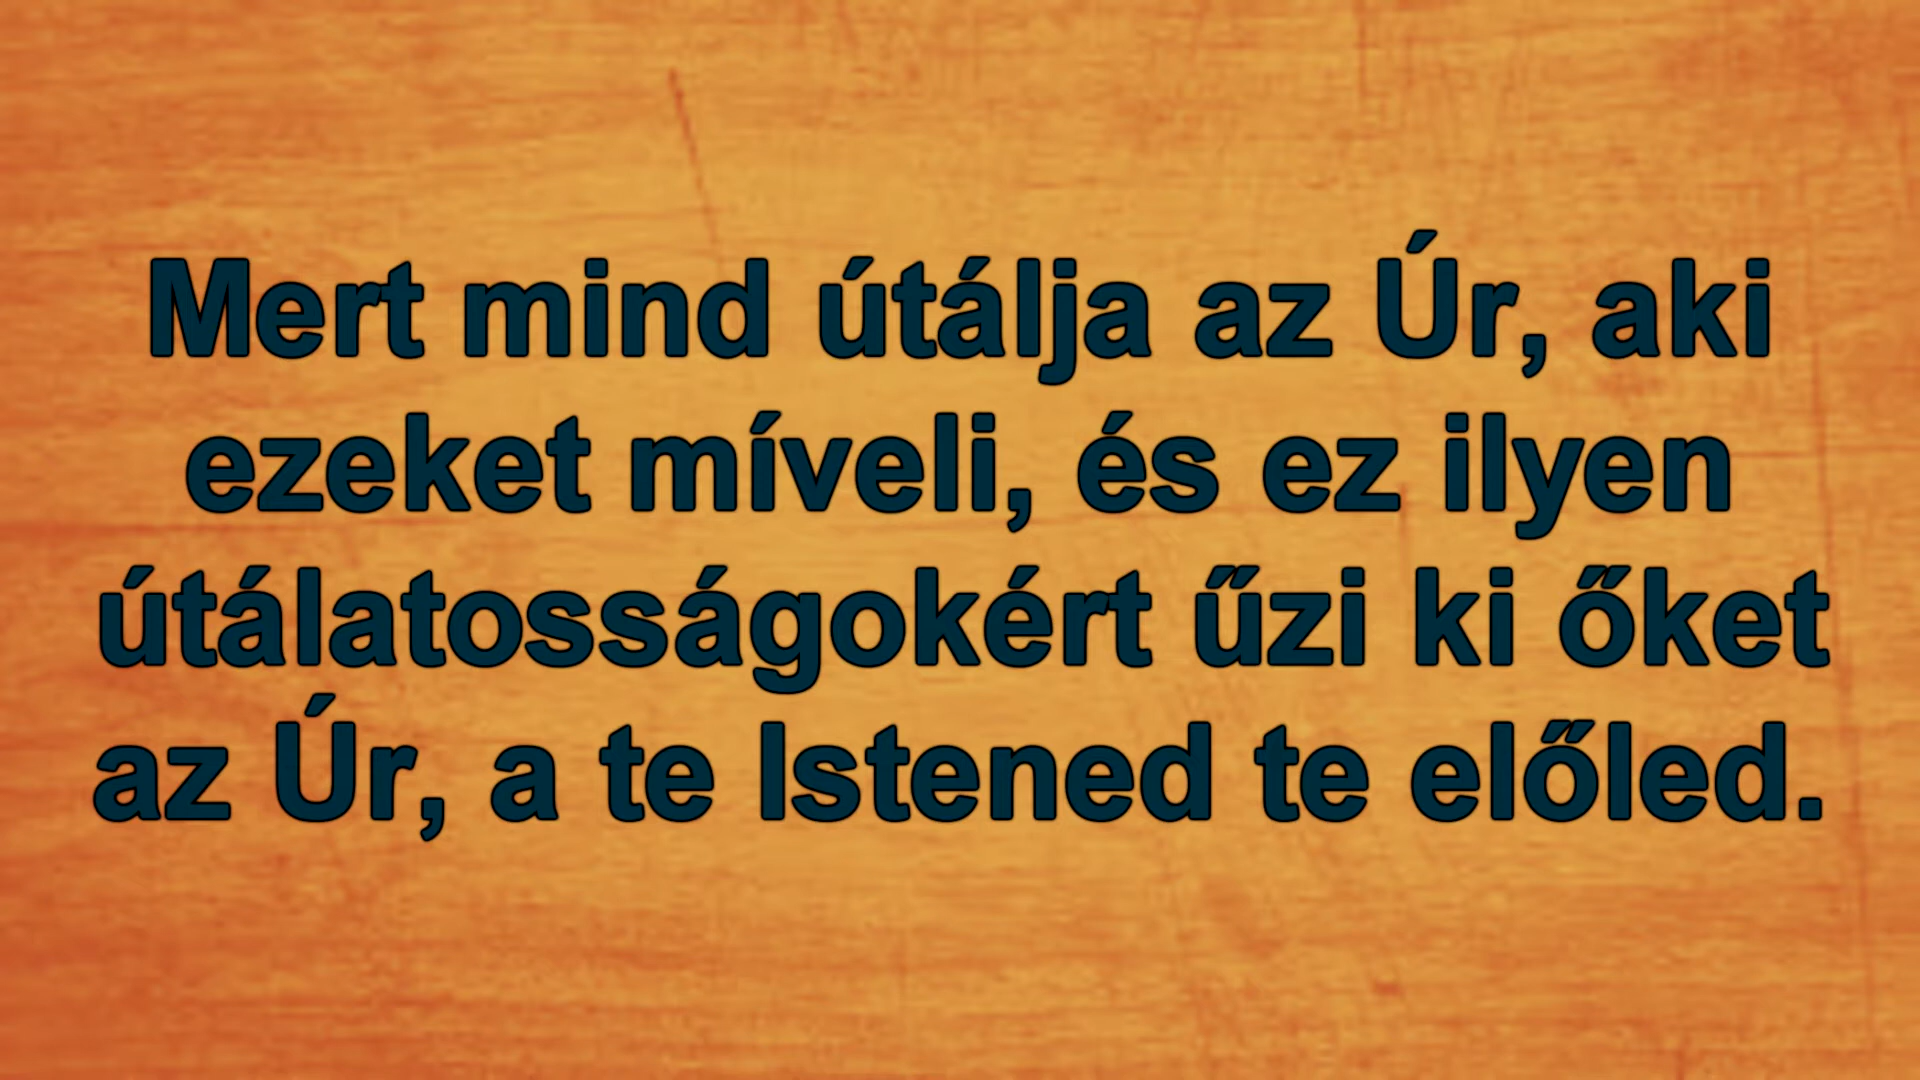 Mert mind útálja az Úr, aki
ezeket míveli, és ez ilyen
útálatosságokért űzi ki őket
az Úr, a te Istened te előled.